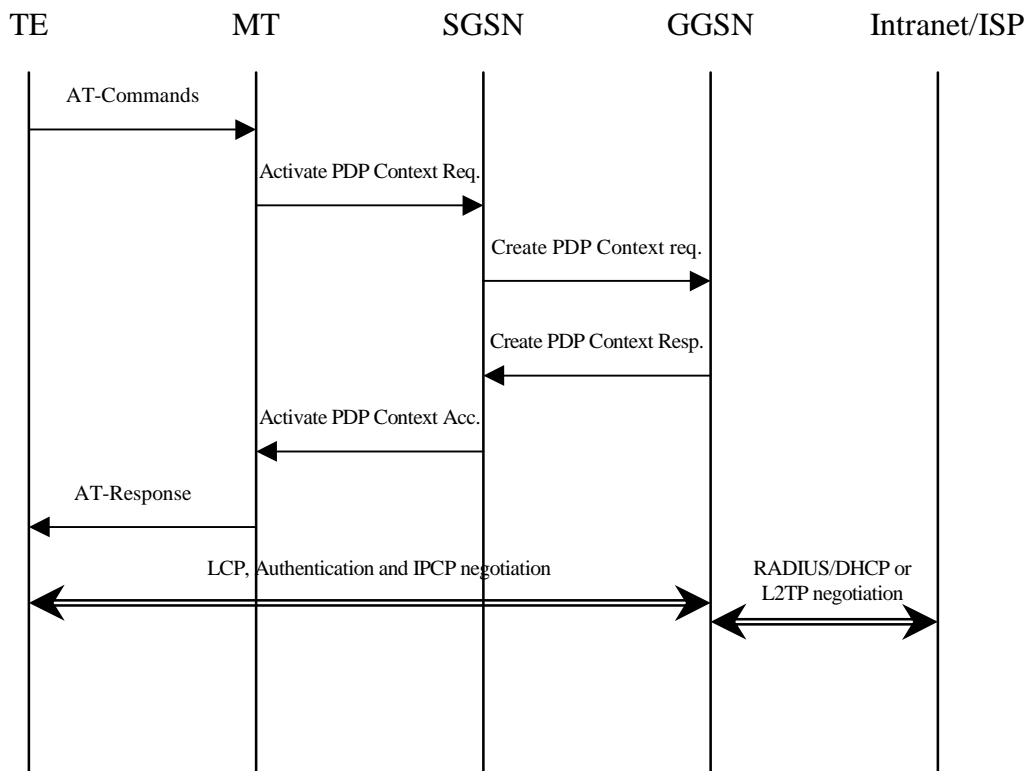 TE MT SGSN GGSN Intranet/ISP
AT-Commands
Activate PDP Context Req.
Create PDP Context req.
Create PDP Context Resp.
Activate PDP Context Acc.
AT-Response
LCP, Authentication and IPCP negotiation
RADIUS/DHCP or
L2TP negotiation